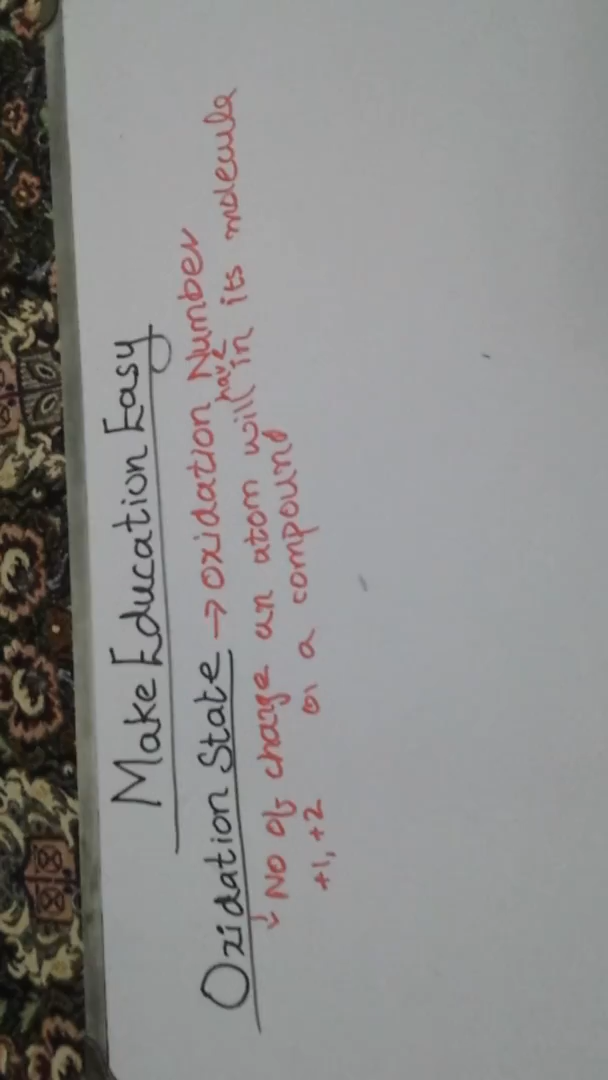 Make Education Easy
Oxidation State → oxidation Number
↓ No of charge an atom will have in its molecule
+1, +2 or a compound